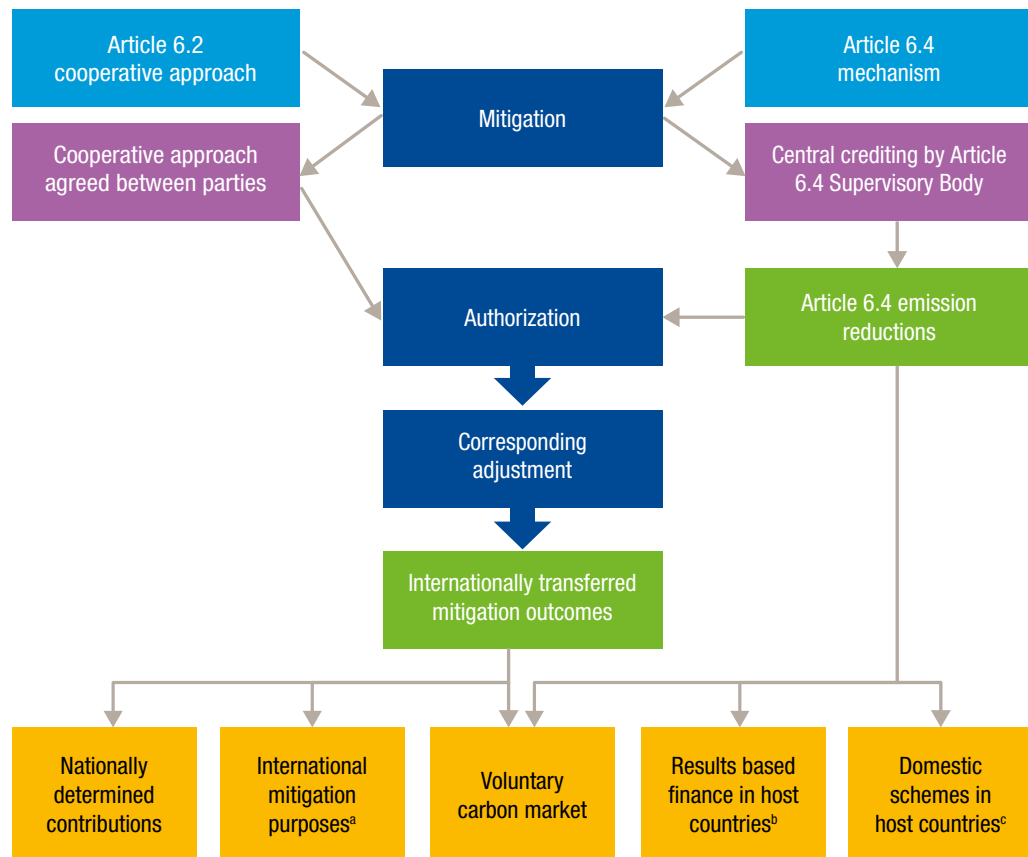 Article 6.2
cooperative approach
Article 6.4
mechanism
Mitigation
Cooperative approach
agreed between parties
Central crediting by Article
6.4 Supervisory Body
Authorization
Article 6.4 emission
reductions
Corresponding
adjustment
Internationally transferred
mitigation outcomes
Nationally
determined
contributions
International
mitigation
purposesᵃ
Voluntary
carbon market
Results based
finance in host
countriesᵇ
Domestic
schemes in
host countriesᶜ